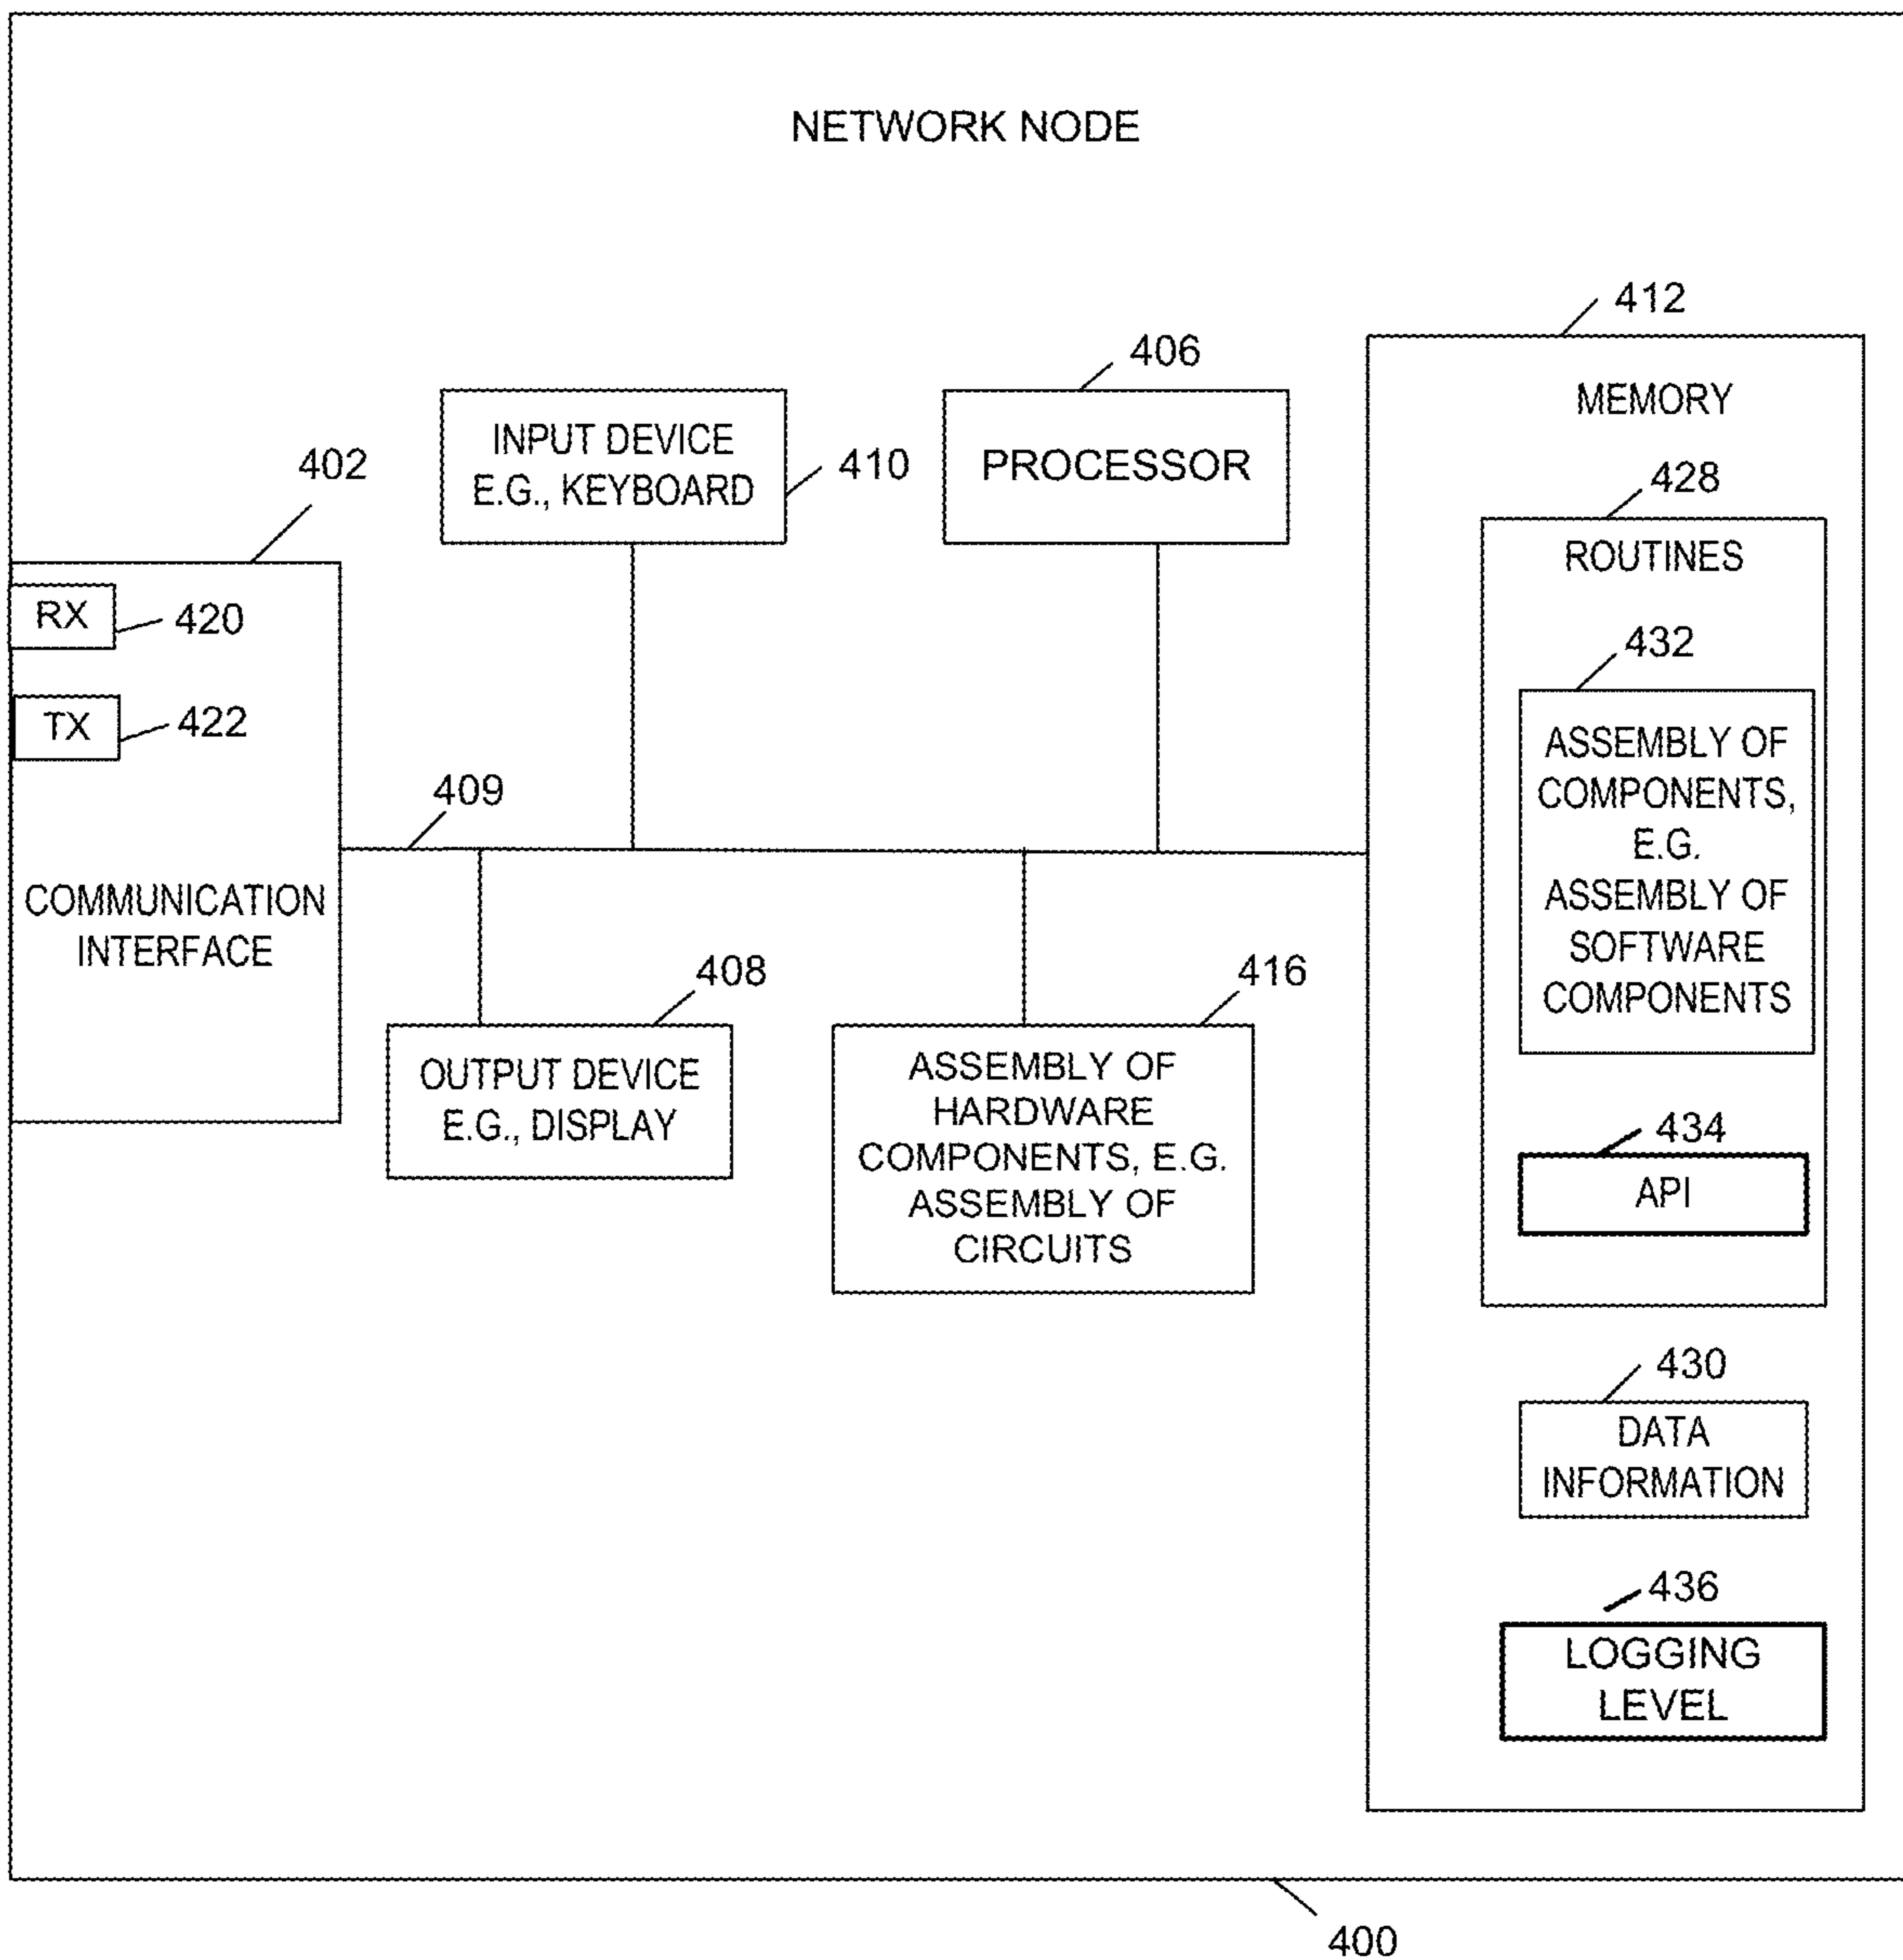 NETWORK NODE
412
MEMORY
406
PROCESSOR
INPUT DEVICE
E.G., KEYBOARD
410
402
428
ROUTINES
RX
420
TX
422
432
ASSEMBLY OF
COMPONENTS,
E.G.
ASSEMBLY OF
SOFTWARE
COMPONENTS
409
COMMUNICATION
INTERFACE
408
OUTPUT DEVICE
E.G., DISPLAY
416
ASSEMBLY OF
HARDWARE
COMPONENTS, E.G.
ASSEMBLY OF
CIRCUITS
434
API
430
DATA
INFORMATION
436
LOGGING
LEVEL
400